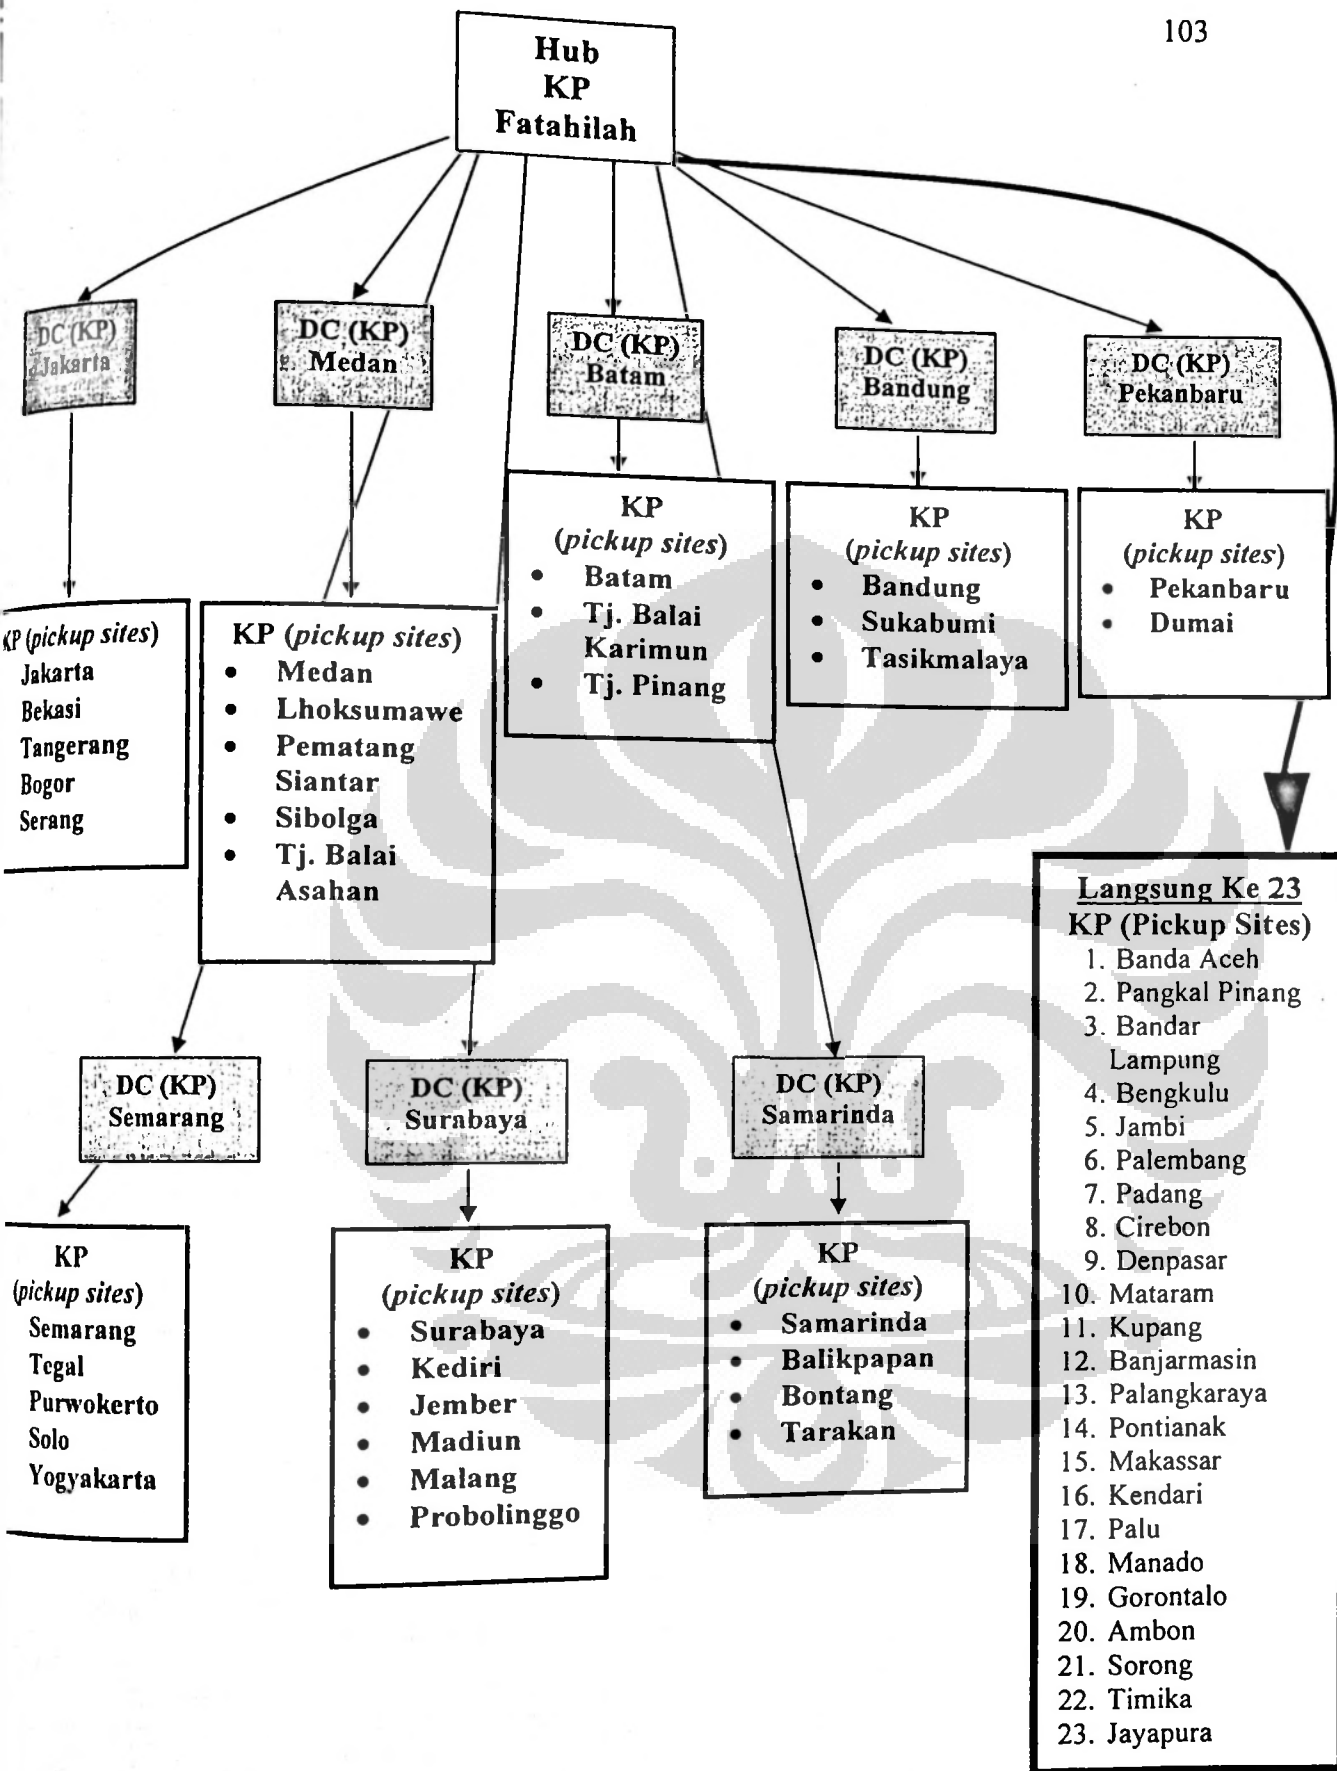 103
Hub
KP
Fatahilah
DC (KP)
Jakarta
DC (KP)
Medan
DC (KP)
Batam
DC (KP)
Bandung
DC (KP)
Pekanbaru
KP (pickup sites)
Jakarta
Bekasi
Tangerang
Bogor
Serang
KP (pickup sites)
• Medan
• Lhoksumawe
• Pematang
Siantar
• Sibolga
• Tj. Balai
Asahan
KP
(pickup sites)
• Batam
• Tj. Balai
Karimun
• Tj. Pinang
KP
(pickup sites)
• Bandung
• Sukabumi
• Tasikmalaya
KP
(pickup sites)
• Pekanbaru
• Dumai
DC (KP)
Semarang
DC (KP)
Surabaya
DC (KP)
Samarinda
KP
(pickup sites)
Semarang
Tegal
Purwokerto
Solo
Yogyakarta
KP
(pickup sites)
• Surabaya
• Kediri
• Jember
• Madiun
• Malang
• Probolinggo
KP
(pickup sites)
• Samarinda
• Balikpapan
• Bontang
• Tarakan
Langsung Ke 23
KP (Pickup Sites)
1. Banda Aceh
2. Pangkal Pinang
3. Bandar
Lampung
4. Bengkulu
5. Jambi
6. Palembang
7. Padang
8. Cirebon
9. Denpasar
10. Mataram
11. Kupang
12. Banjarmasin
13. Palangkaraya
14. Pontianak
15. Makassar
16. Kendari
17. Palu
18. Manado
19. Gorontalo
20. Ambon
21. Sorong
22. Timika
23. Jayapura